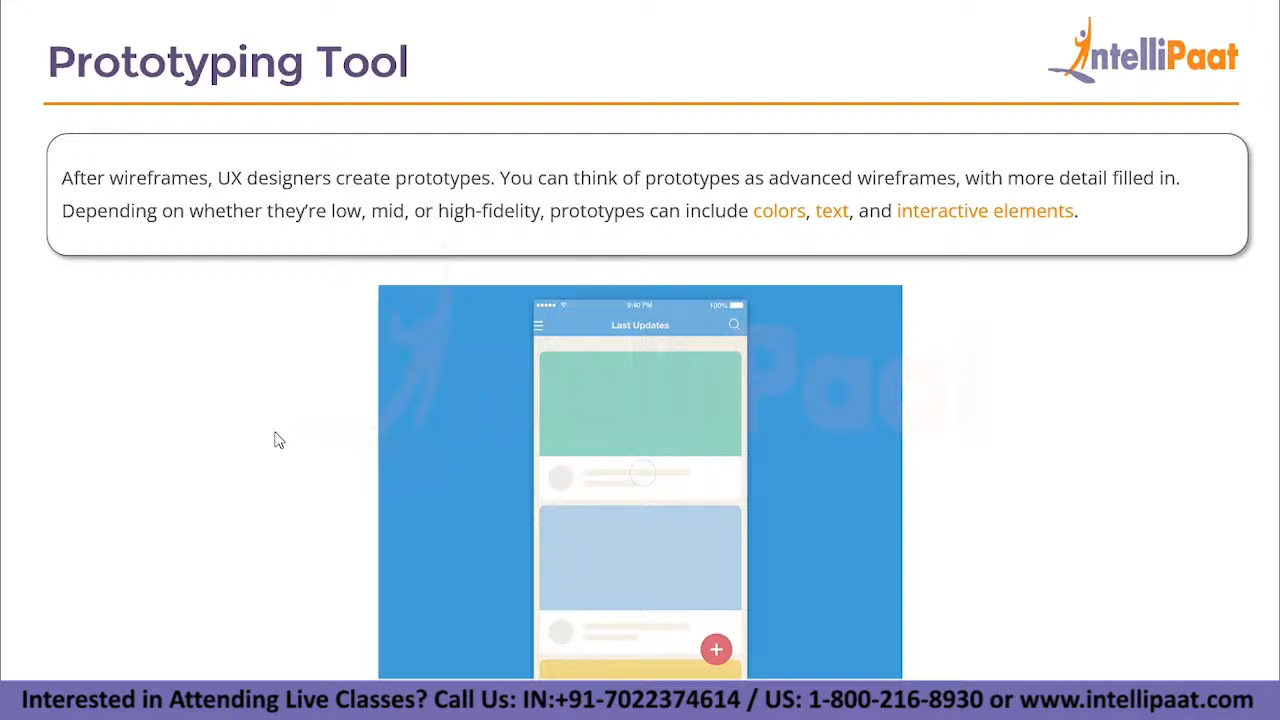 Prototyping Tool
IntelliPaat
After wireframes, UX designers create prototypes. You can think of prototypes as advanced wireframes, with more detail filled in.
Depending on whether they’re low, mid, or high-fidelity, prototypes can include colors, text, and interactive elements.
9:40 PM
100%
Last Updates
IntelliPaat
+
Interested in Attending Live Classes? Call Us: IN:+91-7022374614 / US: 1-800-216-8930 or www.intellipaat.com